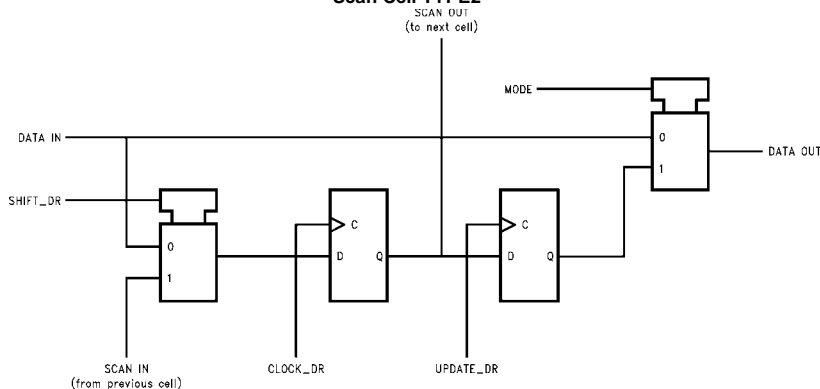 SCAN OUT
(to next cell)
MODE
DATA IN
0
DATA OUT
1
SHIFT_DR
C
C
0
D
Q
D
Q
1
SCAN IN
(from previous cell)
CLOCK_DR
UPDATE_DR